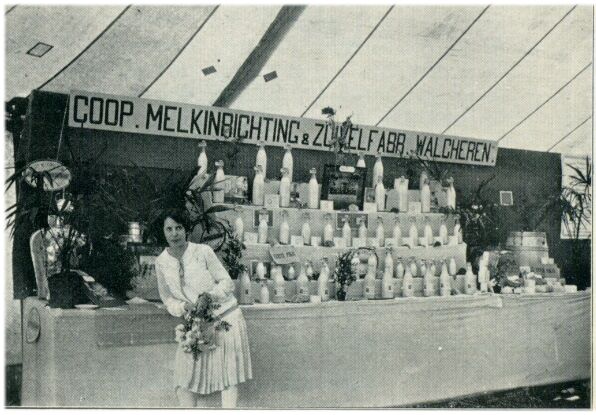 COOP. MELKINRICHTING & ZUIVELFABR. WALCHEREN.